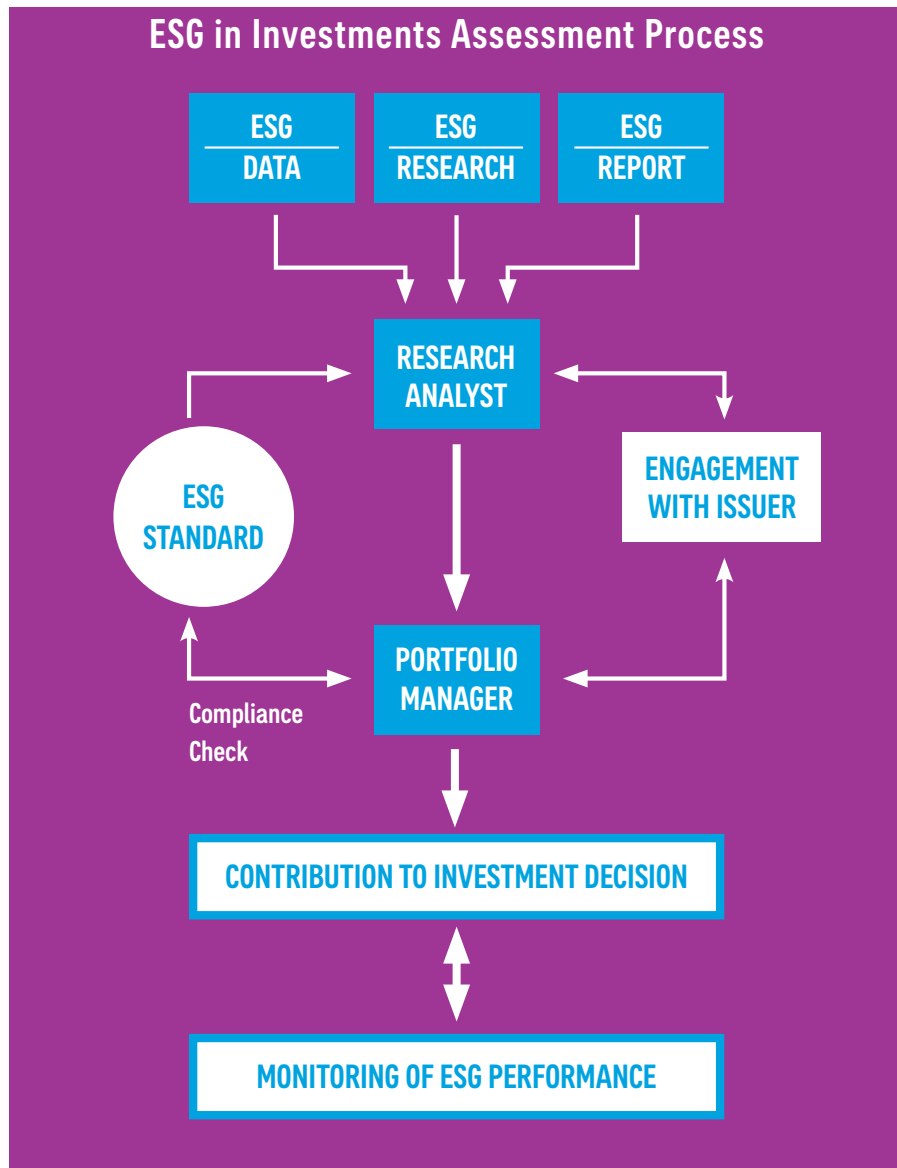 ESG in Investments Assessment Process
ESG
DATA
ESG
RESEARCH
ESG
REPORT
RESEARCH
ANALYST
ESG
STANDARD
ENGAGEMENT
WITH ISSUER
PORTFOLIO
MANAGER
Compliance
Check
CONTRIBUTION TO INVESTMENT DECISION
MONITORING OF ESG PERFORMANCE